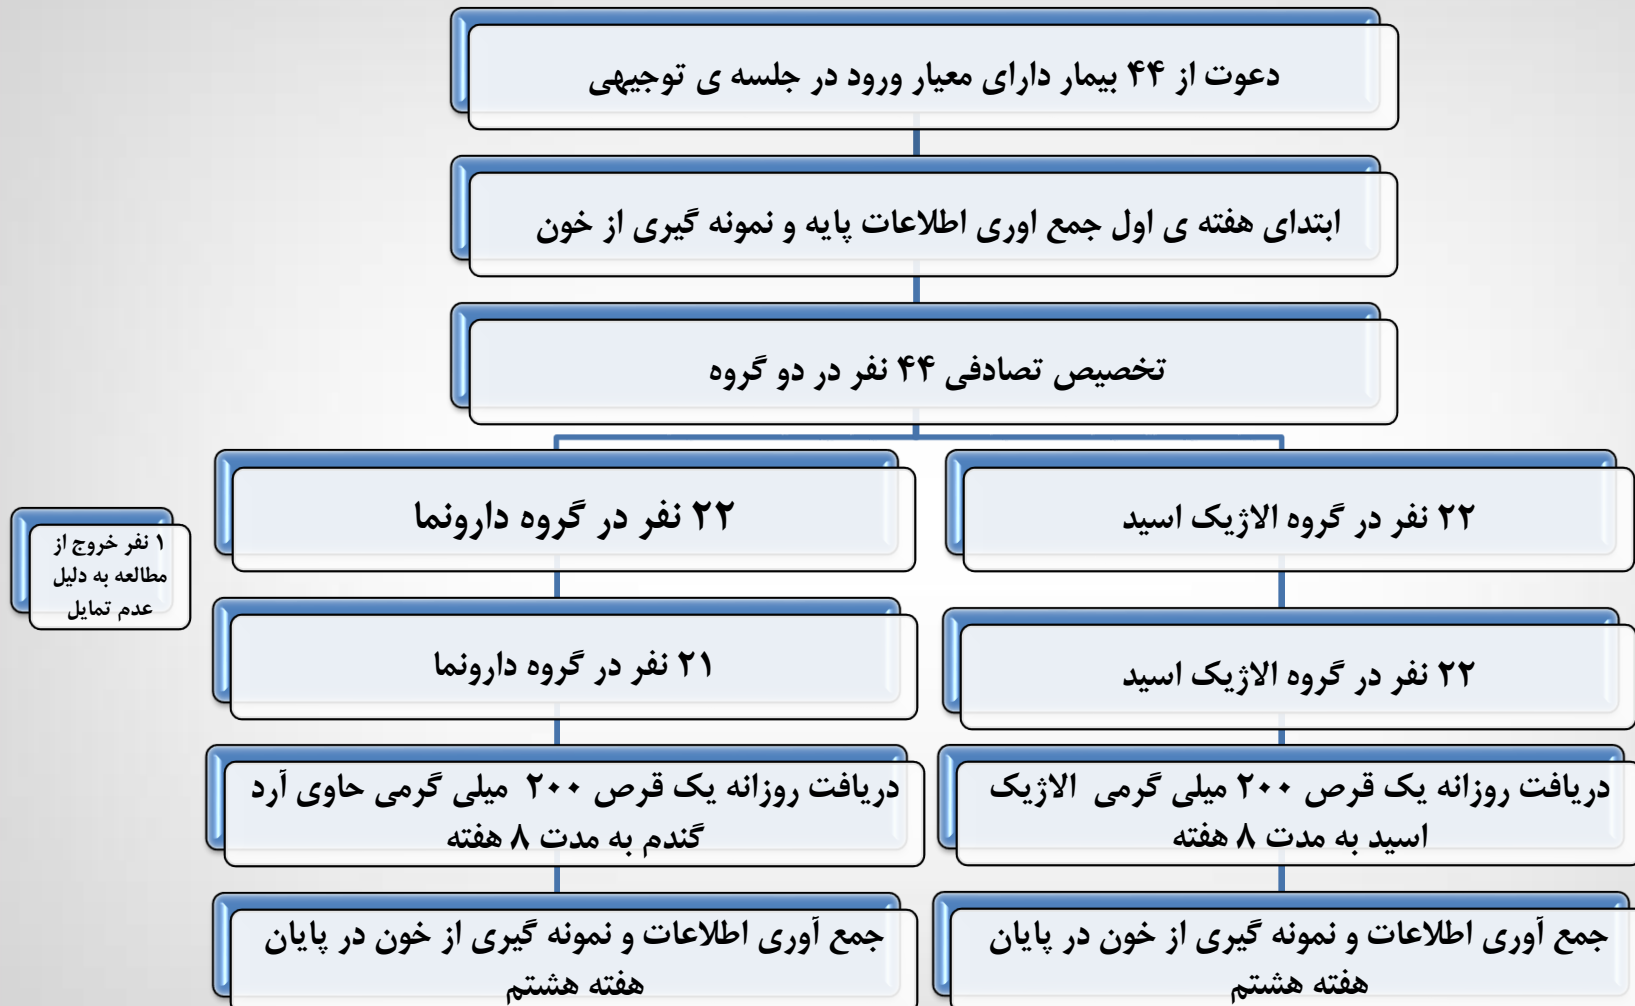 دعوت از ۴۴ بیمار دارای معیار ورود در جلسه ی توجیهی
ابتدای هفته ی اول جمع اوری اطلاعات پایه و نمونه گیری از خون
تخصیص تصادفی ۴۴ نفر در دو گروه
۲۲ نفر در گروه الاژیک اسید
۲۲ نفر در گروه دارونما
۱ نفر خروج از
مطالعه به دلیل
عدم تمایل
۲۲ نفر در گروه الاژیک اسید
۲۱ نفر در گروه دارونما
دریافت روزانه یک قرص ۲۰۰ میلی گرمی الاژیک
اسید به مدت ۸ هفته
دریافت روزانه یک قرص ۲۰۰ میلی گرمی حاوی آرد
گندم به مدت ۸ هفته
جمع آوری اطلاعات و نمونه گیری از خون در پایان
هفته هشتم
جمع آوری اطلاعات و نمونه گیری از خون در پایان
هفته هشتم